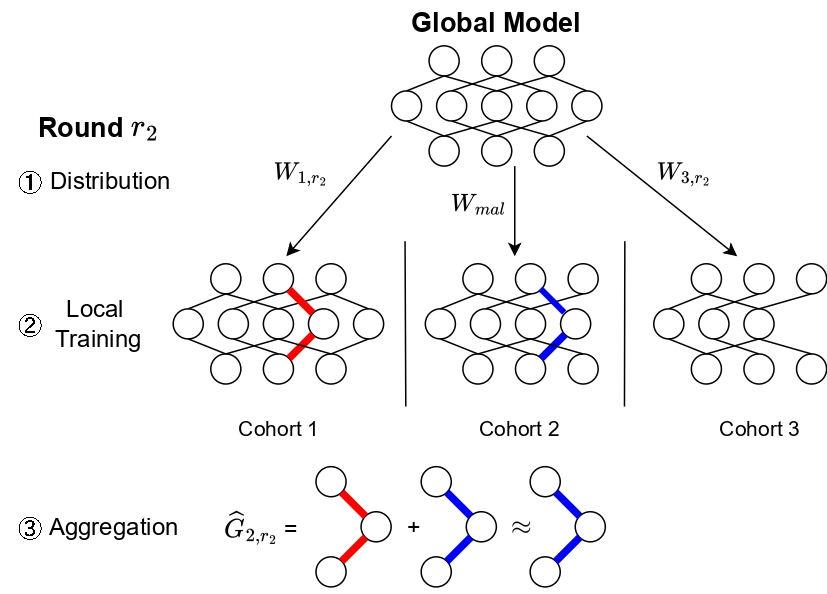 Global Model
Round r₂
① Distribution
W₁,r₂
W_mal
W₃,r₂
② Local
Training
Cohort 1
Cohort 2
Cohort 3
③ Aggregation
Ĝ₂,r₂ = + ≈